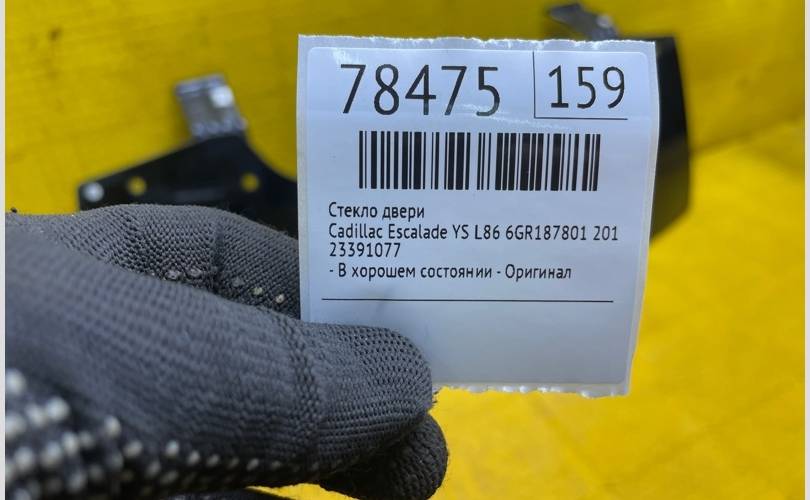 78475 159
Стекло двери
Cadillac Escalade YS L86 6GR187801 201
23391077
- В хорошем состоянии - Оригинал